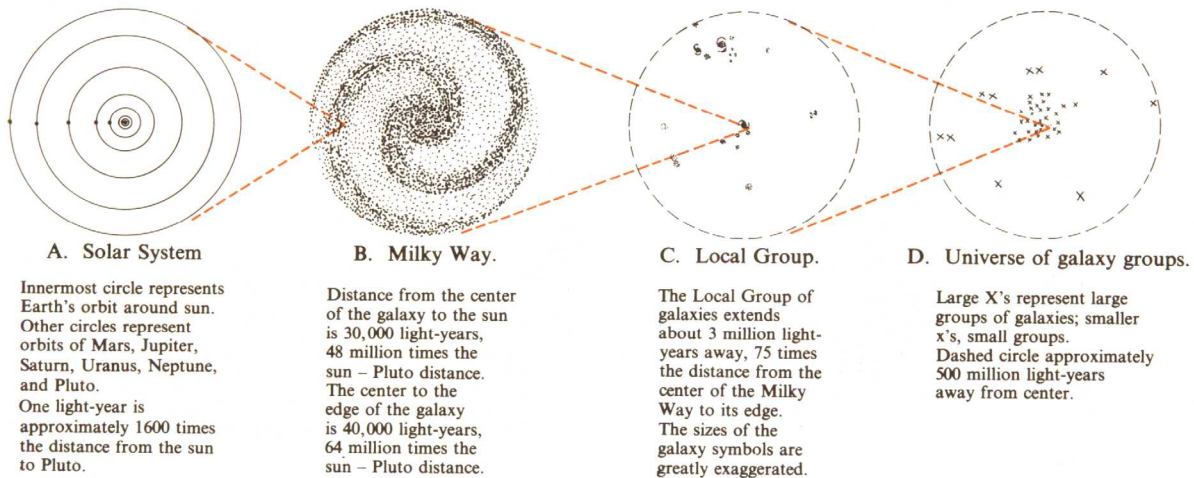 A. Solar System
Innermost circle represents
Earth's orbit around sun.
Other circles represent
orbits of Mars, Jupiter,
Saturn, Uranus, Neptune,
and Pluto.
One light-year is
approximately 1600 times
the distance from the sun
to Pluto.
B. Milky Way.
Distance from the center
of the galaxy to the sun
is 30,000 light-years,
48 million times the
sun – Pluto distance.
The center to the
edge of the galaxy
is 40,000 light-years,
64 million times the
sun – Pluto distance.
C. Local Group.
The Local Group of
galaxies extends
about 3 million light-
years away, 75 times
the distance from the
center of the Milky
Way to its edge.
The sizes of the
galaxy symbols are
greatly exaggerated.
D. Universe of galaxy groups.
Large X's represent large
groups of galaxies; smaller
x's, small groups.
Dashed circle approximately
500 million light-years
away from center.